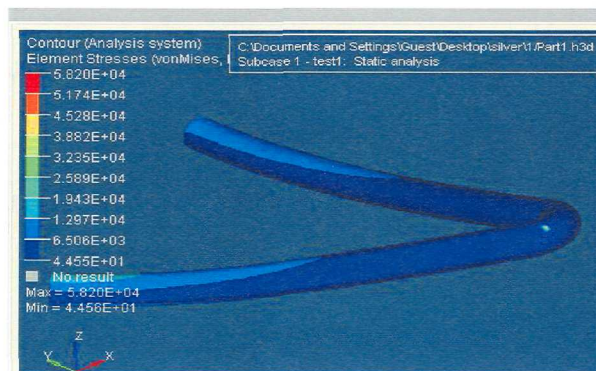 Contour (Analysis system)
Element Stresses (vonMises,
C:\Documents and Settings\Guest\Desktop\silver\1/Part1.h3d
Subcase 1 - test1: Static analysis
5.820E+04
5.174E+04
4.528E+04
3.882E+04
3.235E+04
2.589E+04
1.943E+04
1.297E+04
6.506E+03
4.455E+01
No result
Max = 5.820E+04
Min = 4.456E+01
Z
Y
X